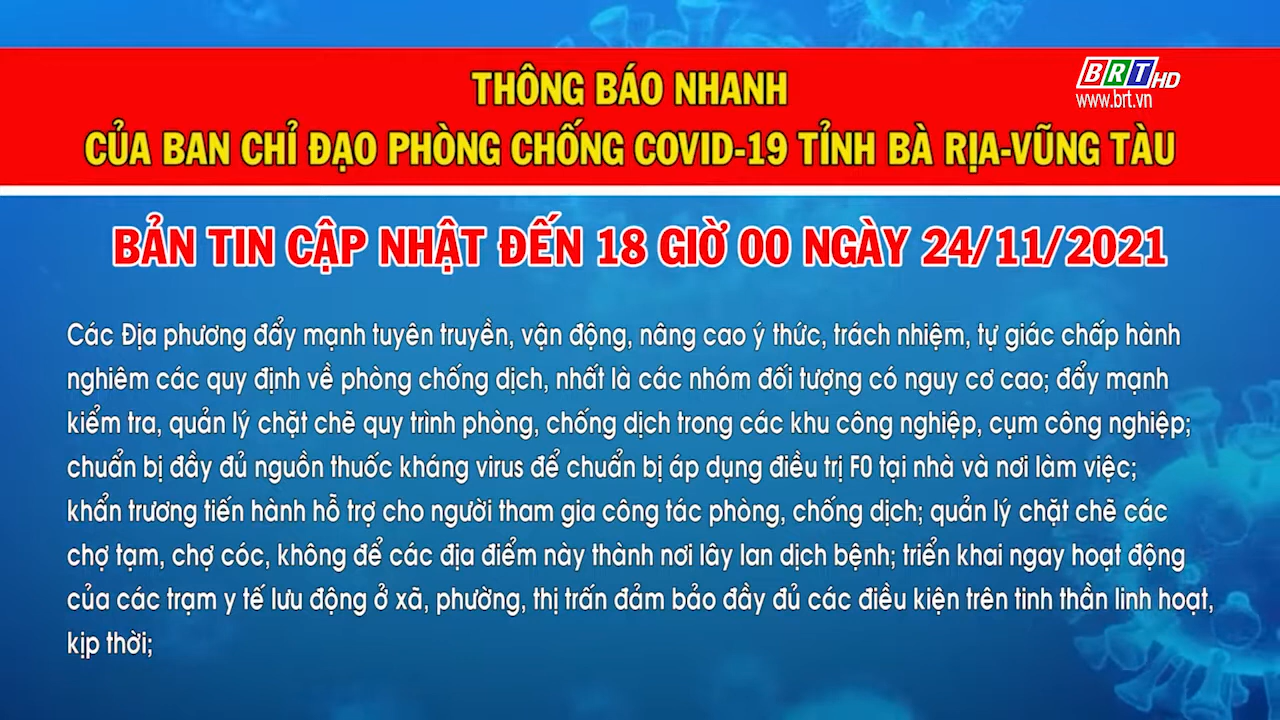 BRT HD
www.brt.vn
THÔNG BÁO NHANH
CỦA BAN CHỈ ĐẠO PHÒNG CHỐNG COVID-19 TỈNH BÀ RỊA-VŨNG TÀU
BẢN TIN CẬP NHẬT ĐẾN 18 GIỜ 00 NGÀY 24/11/2021
Các Địa phương đẩy mạnh tuyên truyền, vận động, nâng cao ý thức, trách nhiệm, tự giác chấp hành
nghiêm các quy định về phòng chống dịch, nhất là các nhóm đối tượng có nguy cơ cao; đẩy mạnh
kiểm tra, quản lý chặt chẽ quy trình phòng, chống dịch trong các khu công nghiệp, cụm công nghiệp;
chuẩn bị đầy đủ nguồn thuốc kháng virus để chuẩn bị áp dụng điều trị F0 tại nhà và nơi làm việc;
khẩn trương tiến hành hỗ trợ cho người tham gia công tác phòng, chống dịch; quản lý chặt chẽ các
chợ tạm, chợ cóc, không để các địa điểm này thành nơi lây lan dịch bệnh; triển khai ngay hoạt động
của các trạm y tế lưu động ở xã, phường, thị trấn đảm bảo đầy đủ các điều kiện trên tinh thần linh hoạt,
kịp thời;